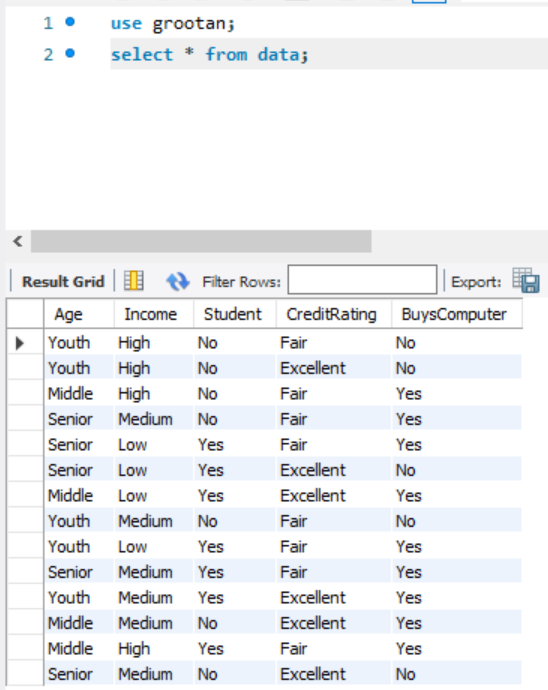 1 use grootan;
2 select * from data;
Result Grid Filter Rows: Export:
Age Income Student CreditRating BuysComputer
Youth High No Fair No
Youth High No Excellent No
Middle High No Fair Yes
Senior Medium No Fair Yes
Senior Low Yes Fair Yes
Senior Low Yes Excellent No
Middle Low Yes Excellent Yes
Youth Medium No Fair No
Youth Low Yes Fair Yes
Senior Medium Yes Fair Yes
Youth Medium Yes Excellent Yes
Middle Medium No Excellent Yes
Middle High Yes Fair Yes
Senior Medium No Excellent No